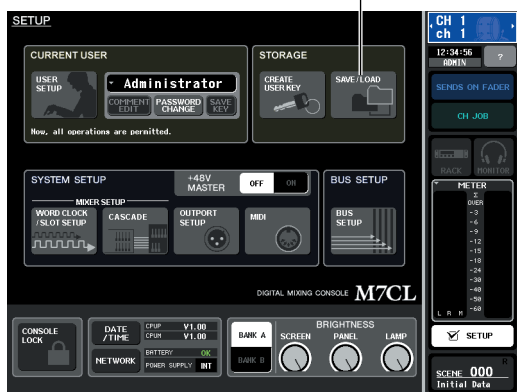 SETUP
CURRENT USER
USER SETUP
Administrator
COMMENT EDIT
PASSWORD CHANGE
SAVE KEY
Now, all operations are permitted.
STORAGE
CREATE USER KEY
SAVE/LOAD
SYSTEM SETUP
+48V MASTER
OFF
ON
MIXER SETUP
WORD CLOCK /SLOT SETUP
CASCADE
OUTPORT SETUP
MIDI
BUS SETUP
BUS SETUP
DIGITAL MIXING CONSOLE M7CL
CONSOLE LOCK
DATE /TIME
CPUP V1.00
CPUM V1.00
NETWORK
BATTERY OK
POWER SUPPLY INT
BANK A
BANK B
BRIGHTNESS
SCREEN
PANEL
LAMP
CH 1
ch 1
12:34:56
ADMIN
?
SENDS ON FADER
CH JOB
RACK
MONITOR
METER
Σ
OVER
-3
-6
-9
-12
-15
-18
-24
-30
-40
-50
-60
L R M
SETUP
R
SCENE 000
Initial Data